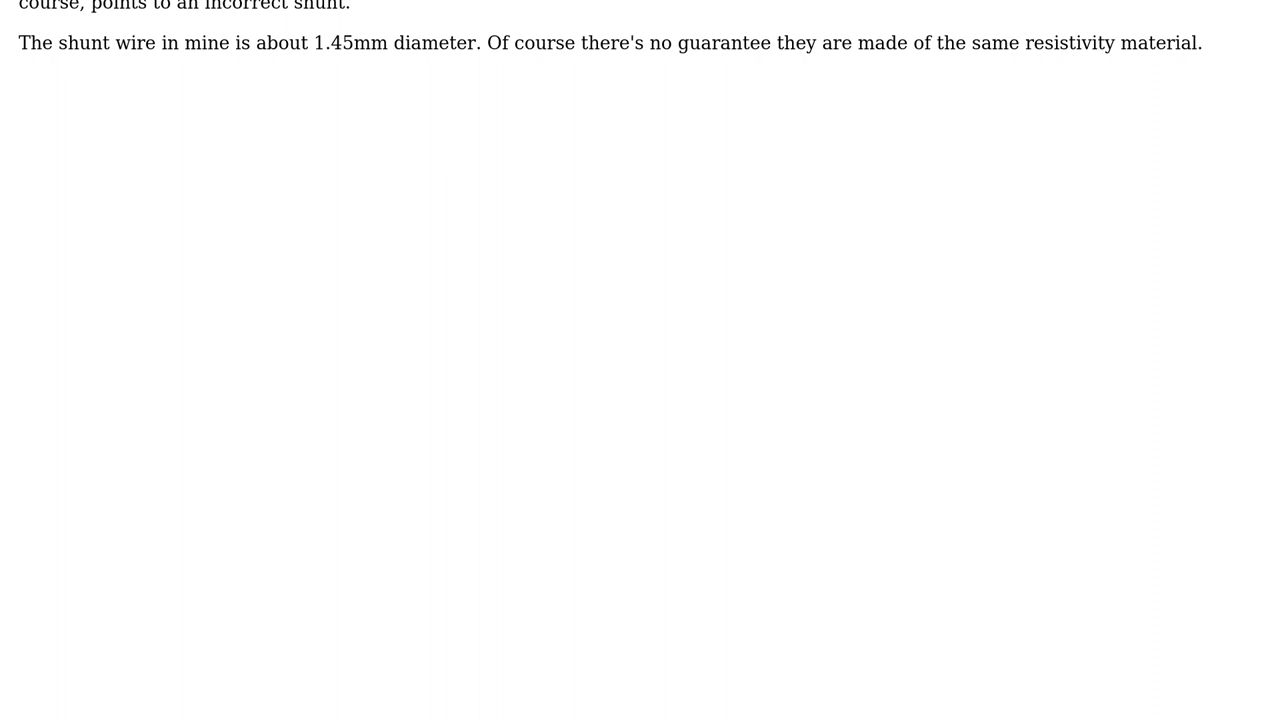 course, points to an incorrect shunt.
The shunt wire in mine is about 1.45mm diameter. Of course there's no guarantee they are made of the same resistivity material.